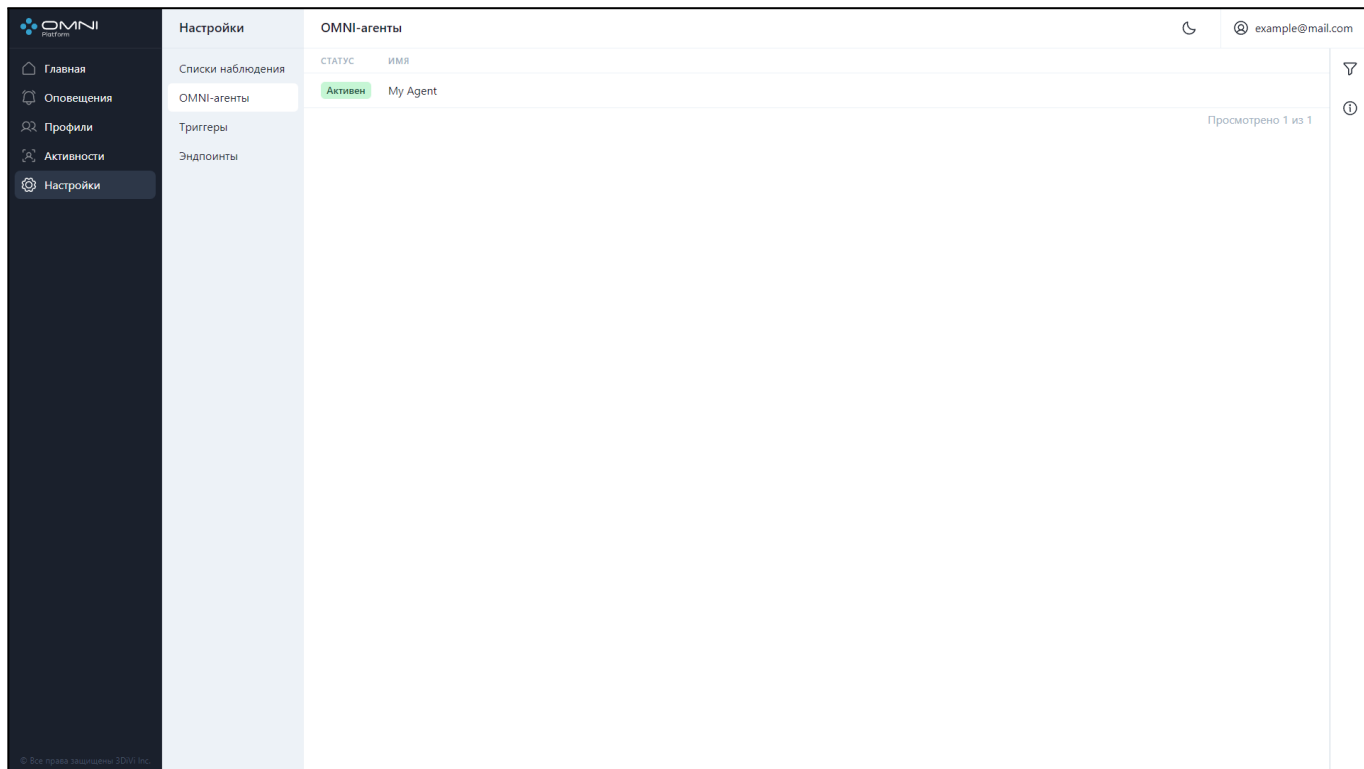 OMNI
Platform
Главная
Оповещения
Профили
Активности
Настройки
© Все права защищены 3DiVi Inc.
Настройки
Списки наблюдения
OMNI-агенты
Триггеры
Эндпоинты
OMNI-агенты
example@mail.com
СТАТУС ИМЯ
Активен My Agent
Просмотрено 1 из 1